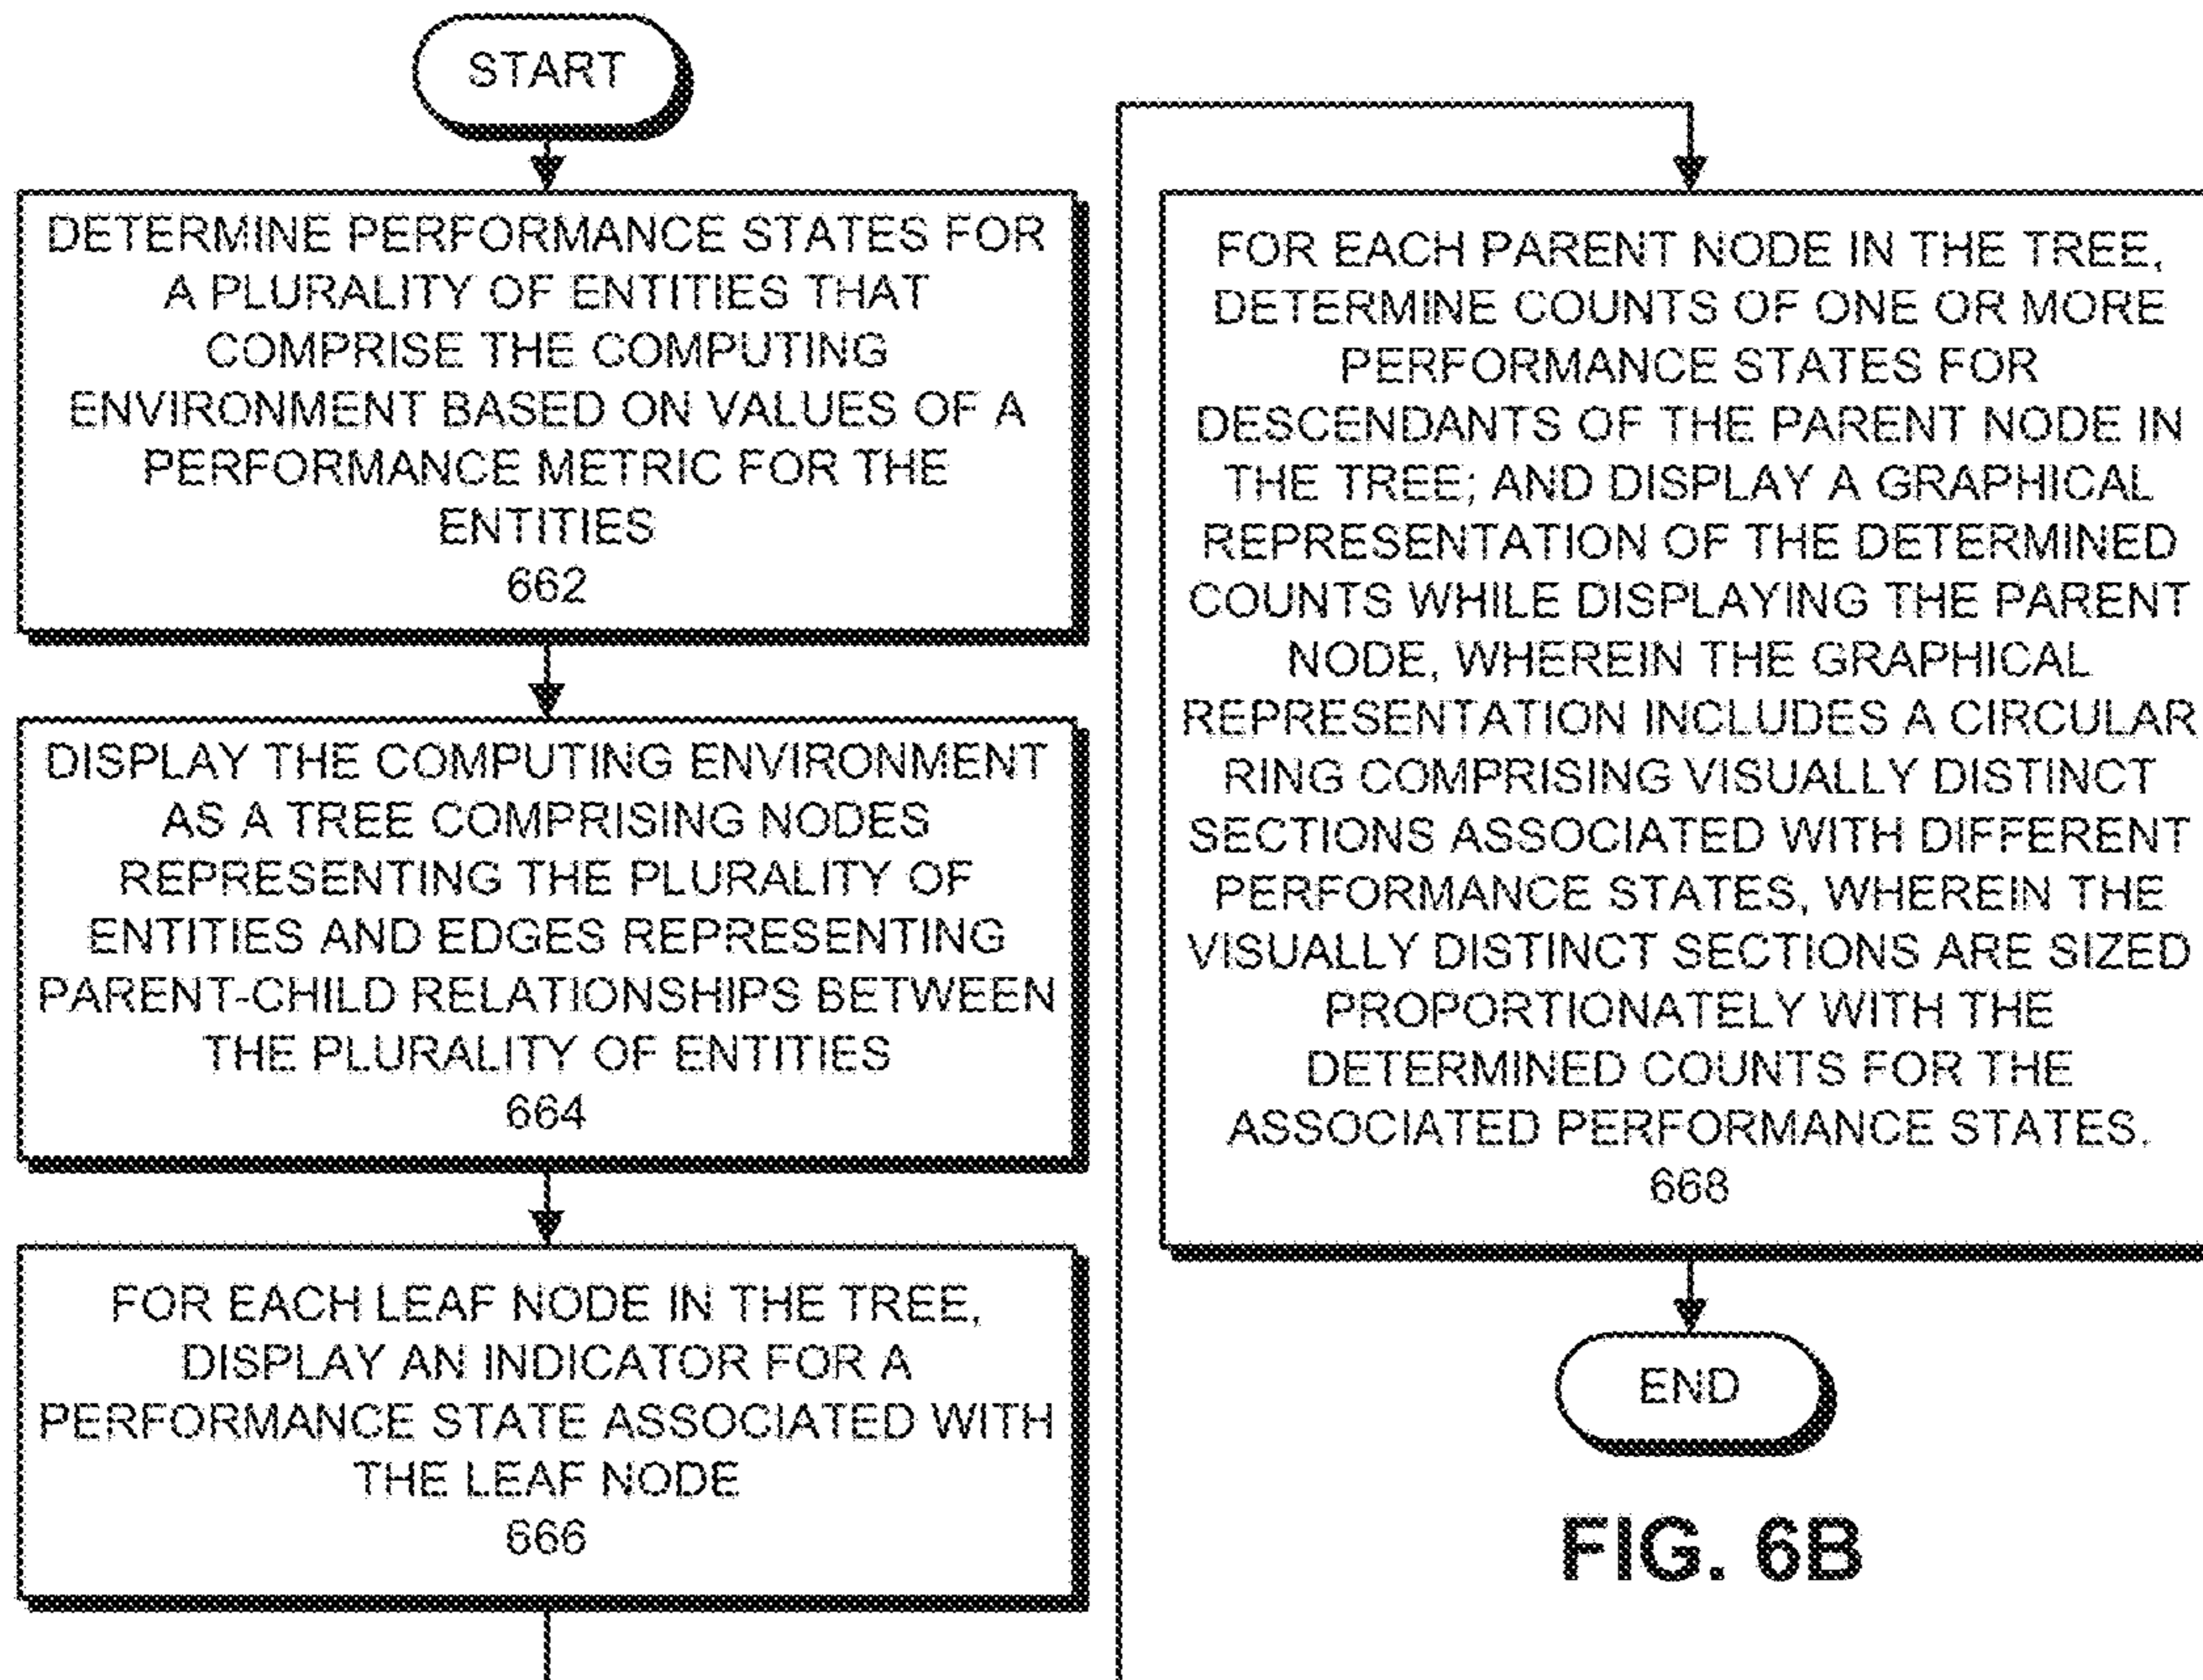 START
DETERMINE PERFORMANCE STATES FOR
A PLURALITY OF ENTITIES THAT
COMPRISE THE COMPUTING
ENVIRONMENT BASED ON VALUES OF A
PERFORMANCE METRIC FOR THE
ENTITIES
662
DISPLAY THE COMPUTING ENVIRONMENT
AS A TREE COMPRISING NODES
REPRESENTING THE PLURALITY OF
ENTITIES AND EDGES REPRESENTING
PARENT-CHILD RELATIONSHIPS BETWEEN
THE PLURALITY OF ENTITIES
664
FOR EACH LEAF NODE IN THE TREE,
DISPLAY AN INDICATOR FOR A
PERFORMANCE STATE ASSOCIATED WITH
THE LEAF NODE
666
FOR EACH PARENT NODE IN THE TREE,
DETERMINE COUNTS OF ONE OR MORE
PERFORMANCE STATES FOR
DESCENDANTS OF THE PARENT NODE IN
THE TREE; AND DISPLAY A GRAPHICAL
REPRESENTATION OF THE DETERMINED
COUNTS WHILE DISPLAYING THE PARENT
NODE, WHEREIN THE GRAPHICAL
REPRESENTATION INCLUDES A CIRCULAR
RING COMPRISING VISUALLY DISTINCT
SECTIONS ASSOCIATED WITH DIFFERENT
PERFORMANCE STATES, WHEREIN THE
VISUALLY DISTINCT SECTIONS ARE SIZED
PROPORTIONATELY WITH THE
DETERMINED COUNTS FOR THE
ASSOCIATED PERFORMANCE STATES.
668
END
FIG. 6B